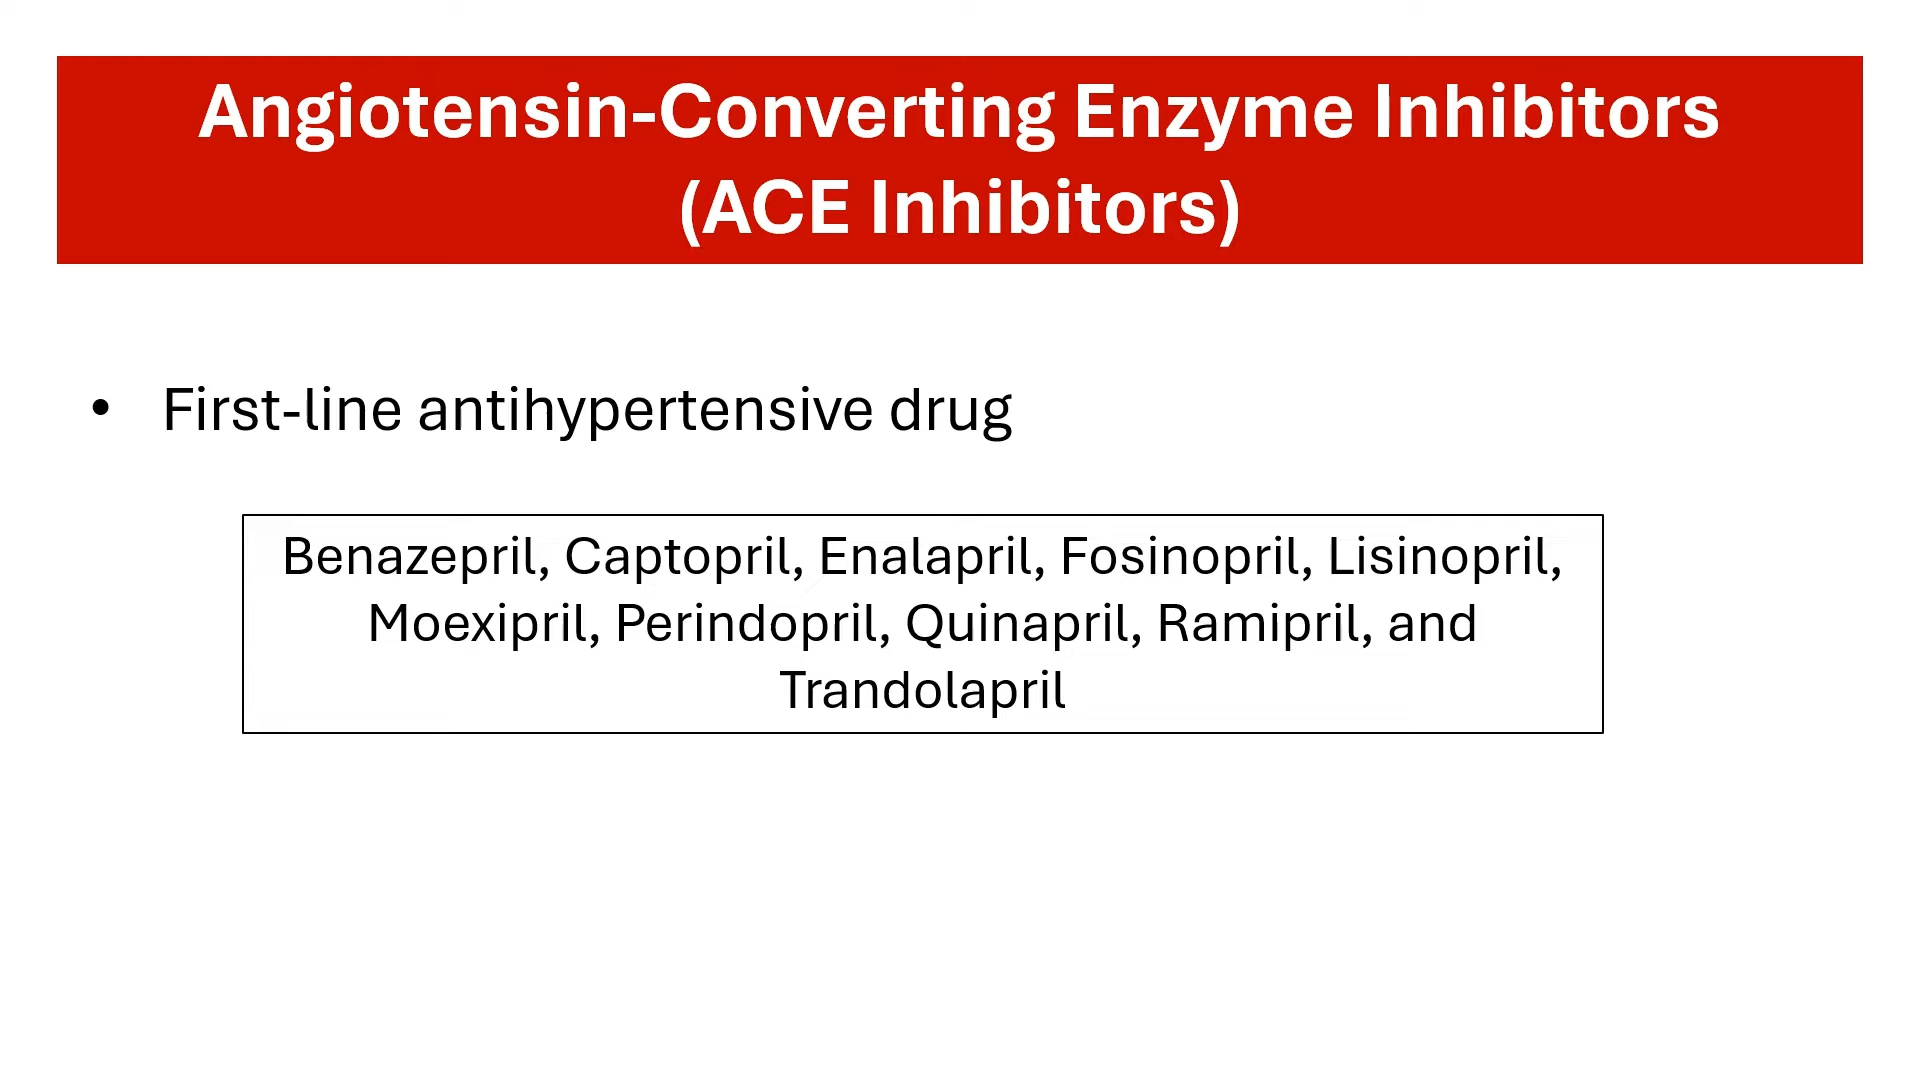 Angiotensin-Converting Enzyme Inhibitors
(ACE Inhibitors)
• First-line antihypertensive drug
Benazepril, Captopril, Enalapril, Fosinopril, Lisinopril,
Moexipril, Perindopril, Quinapril, Ramipril, and
Trandolapril